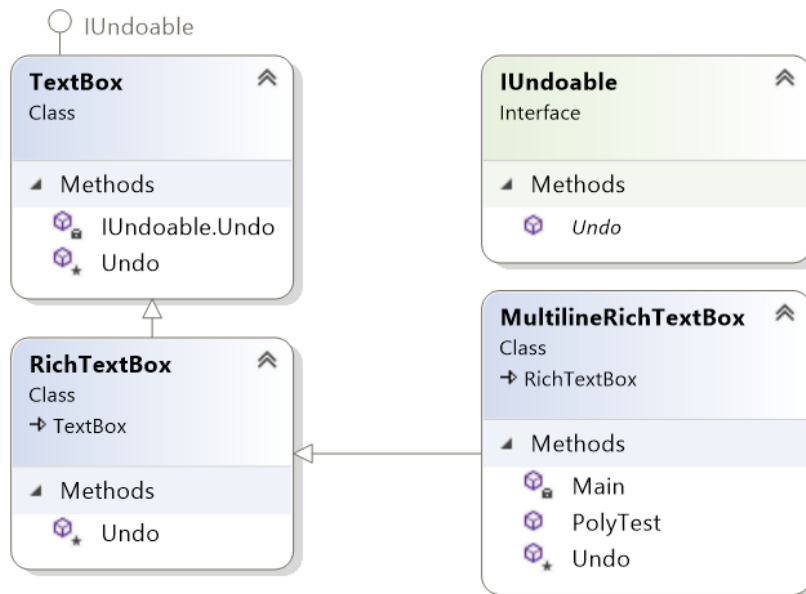 IUndoable
TextBox
Class
Methods
IUndoable.Undo
Undo
IUndoable
Interface
Methods
Undo
RichTextBox
Class
TextBox
Methods
Undo
MultilineRichTextBox
Class
RichTextBox
Methods
Main
PolyTest
Undo